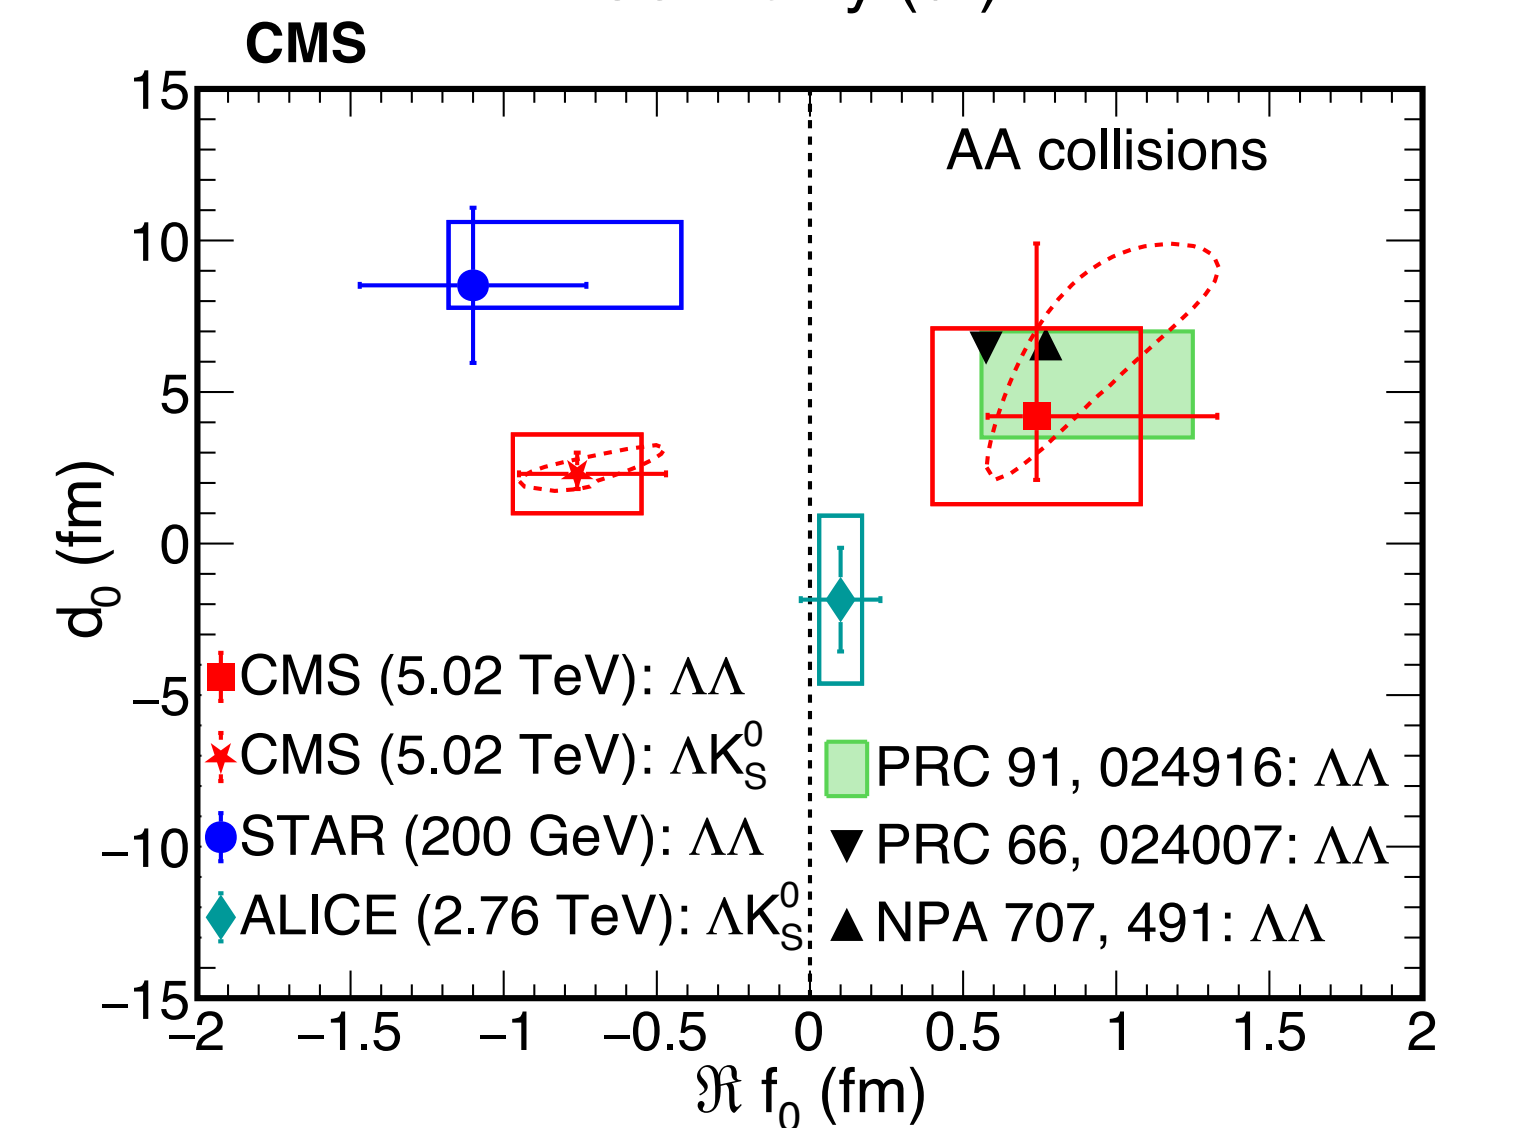 CMS
AA collisions
15
10
5
0
−5
−10
−15
d0 (fm)
CMS (5.02 TeV): ΛΛ
CMS (5.02 TeV): ΛK0S
STAR (200 GeV): ΛΛ
ALICE (2.76 TeV): ΛK0S
PRC 91, 024916: ΛΛ
PRC 66, 024007: ΛΛ
NPA 707, 491: ΛΛ
−2 −1.5 −1 −0.5 0 0.5 1 1.5 2
ℜ f0 (fm)